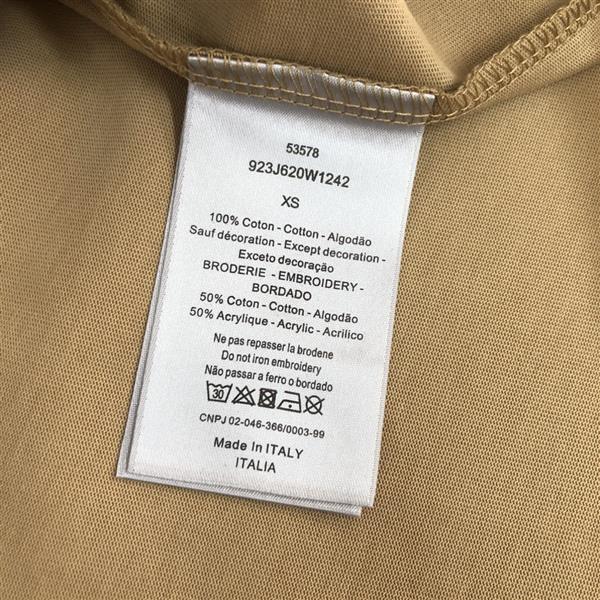 53578
923J620W1242
XS
100% Coton - Cotton - Algodão
Sauf décoration - Except decoration -
Exceto decoração
BRODERIE - EMBROIDERY -
BORDADO
50% Coton - Cotton - Algodão
50% Acrylique - Acrylic - Acrilico
Ne pas repasser la brodene
Do not iron embroidery
Não passar a ferro o bordado
30
CNPJ 02-046-366/0003-99
Made In ITALY
ITALIA